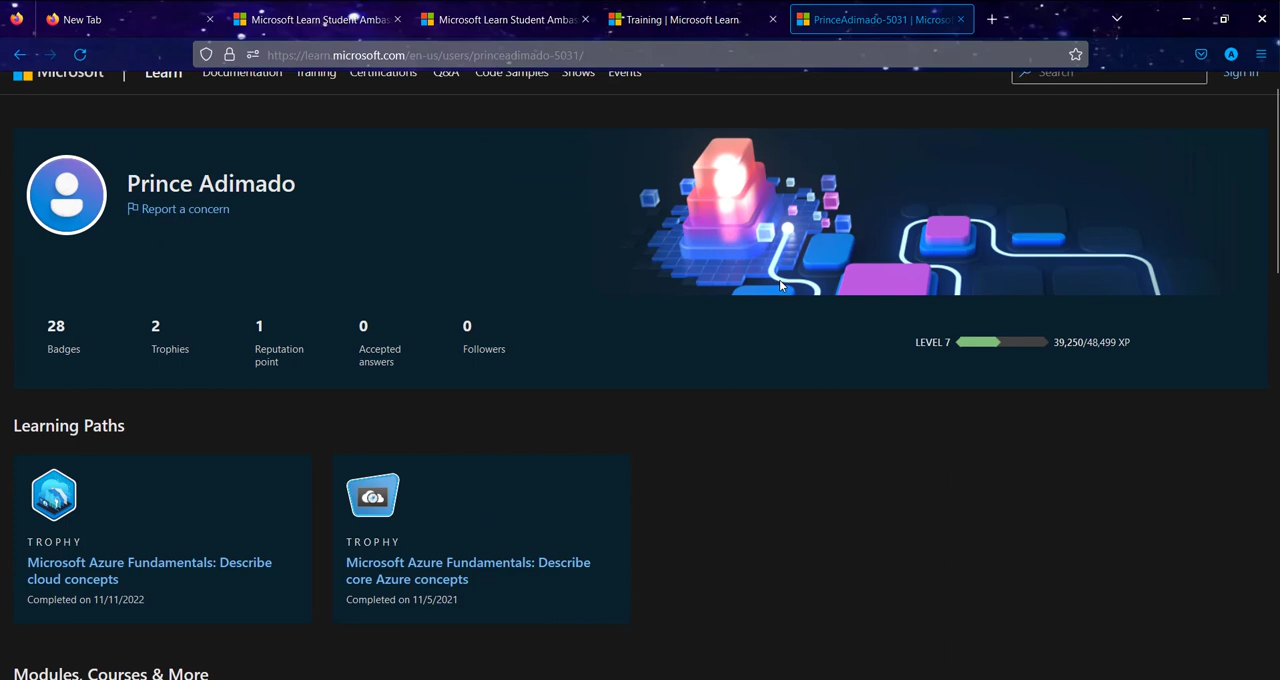 New Tab
Microsoft Learn Student Ambas
Microsoft Learn Student Ambas
Training | Microsoft Learn
PrinceAdimado-5031 | Microsof
https://learn.microsoft.com/en-us/users/princeadimado-5031/
A
Microsoft | Learn Documentation Training Certifications Q&A Code Samples Shows Events Search Sign in
Prince Adimado
Report a concern
28 2 1 0 0
Badges Trophies Reputation point Accepted answers Followers
LEVEL 7 39,250/48,499 XP
Learning Paths
TROPHY
Microsoft Azure Fundamentals: Describe
cloud concepts
Completed on 11/11/2022
TROPHY
Microsoft Azure Fundamentals: Describe
core Azure concepts
Completed on 11/5/2021
Modules, Courses & More